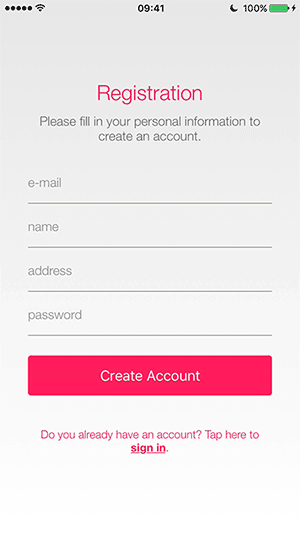 09:41 100%
Registration
Please fill in your personal information to
create an account.
e-mail
name
address
password
Create Account
Do you already have an account? Tap here to
sign in.